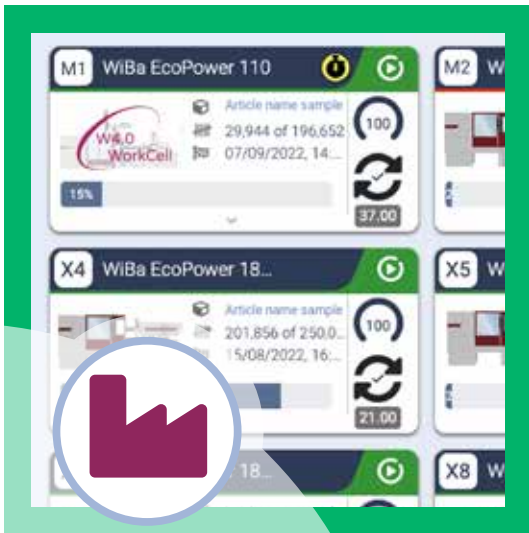 M1 WiBa EcoPower 110
M2 W
Article name sample
29,944 of 196,652
07/09/2022, 14:...
W4.0
WorkCell
100
15%
37.00
X4 WiBa EcoPower 18...
X5 W
Article name sample
201,856 of 250,0...
15/08/2022, 16:...
100
21.00
18...
X8 W